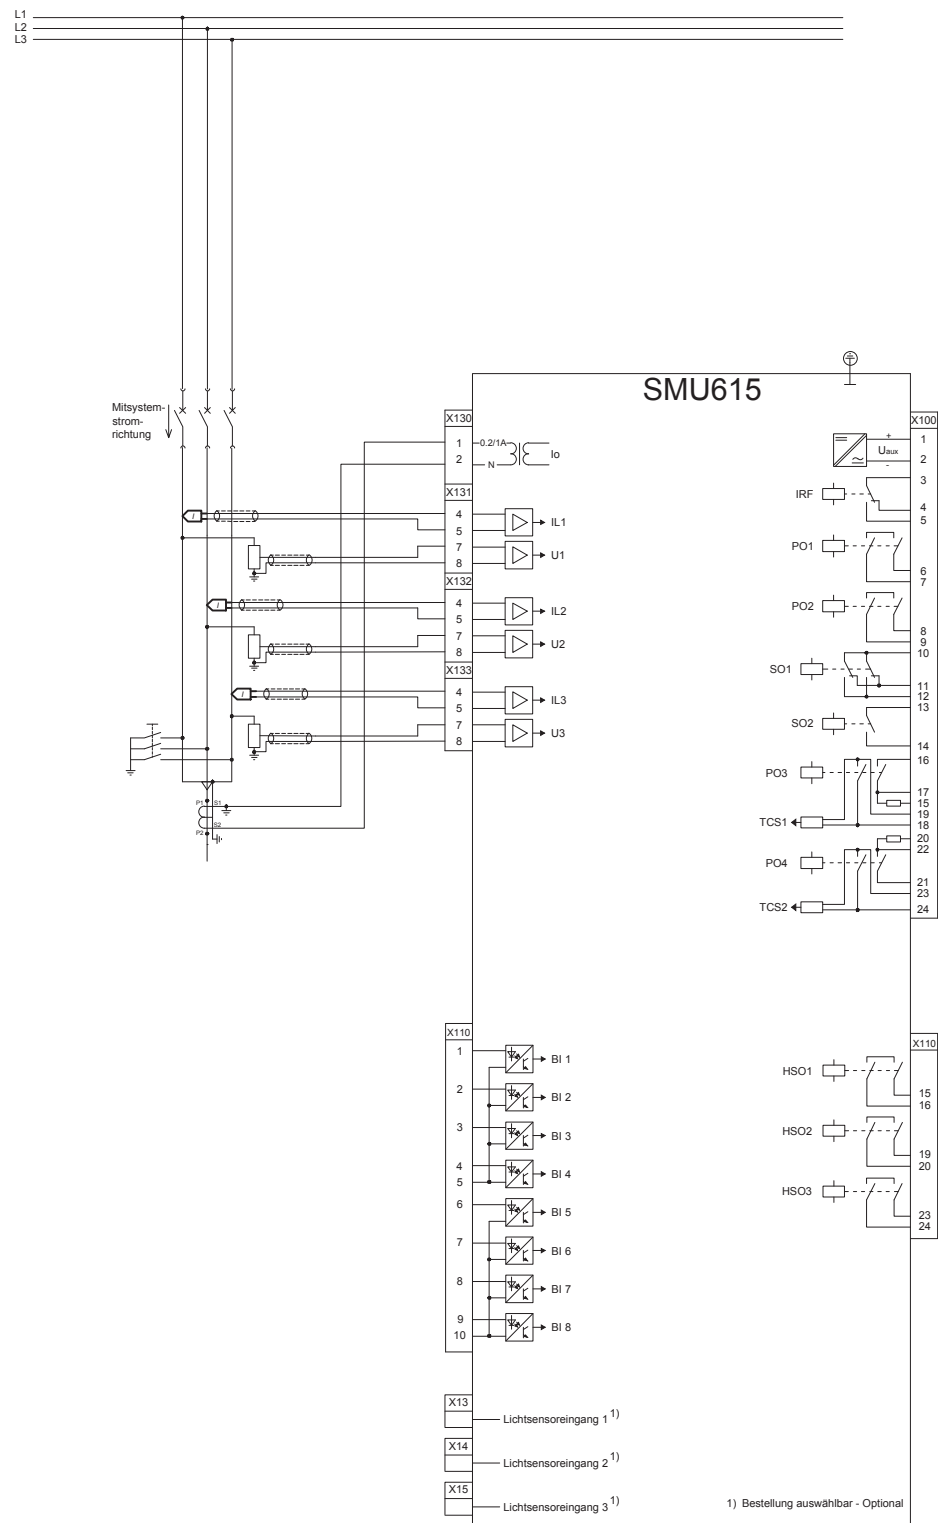 L1
L2
L3
SMU615
Mitsystem-
strom-
richtung
X130
1
2
0.2/1A
N
Io
X131
4
5
7
8
IL1
U1
X132
4
5
7
8
IL2
U2
X133
4
5
7
8
IL3
U3
I
I
I
P1
S1
S2
P2
X100
+
Uaux
-
1
2
IRF
3
4
5
PO1
6
7
PO2
8
9
SO1
10
11
12
SO2
13
14
PO3
16
17
15
19
TCS1
18
20
PO4
22
21
23
TCS2
24
X110
1
BI 1
2
BI 2
3
BI 3
4
5
BI 4
6
BI 5
7
BI 6
8
BI 7
9
10
BI 8
X110
HSO1
15
16
HSO2
19
20
HSO3
23
24
X13
Lichtsensoreingang 1 1)
X14
Lichtsensoreingang 2 1)
X15
Lichtsensoreingang 3 1)
1) Bestellung auswählbar - Optional